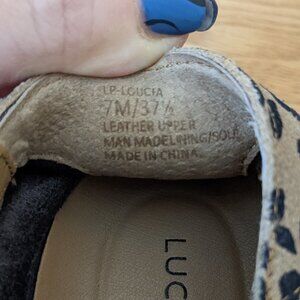 LP-LOUCIA
7M/37½
LEATHER UPPER
MAN MADE LINING/SOLE
MADE IN CHINA
LUC